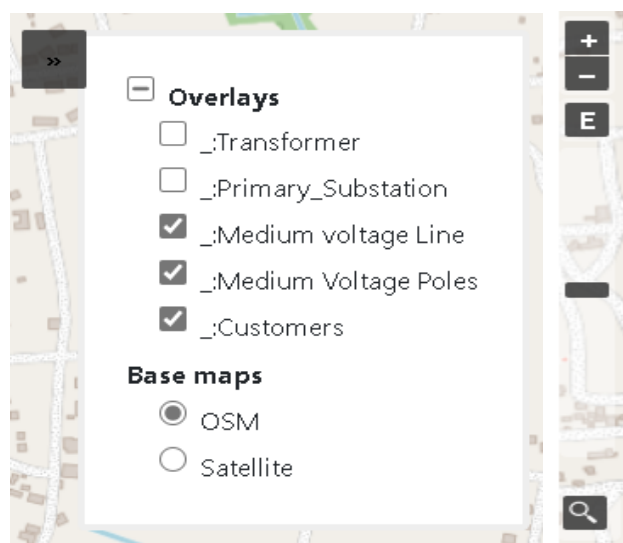 »
Overlays
_:Transformer
_:Primary_Substation
_:Medium voltage Line
_:Medium Voltage Poles
_:Customers
Base maps
OSM
Satellite
+
−
E